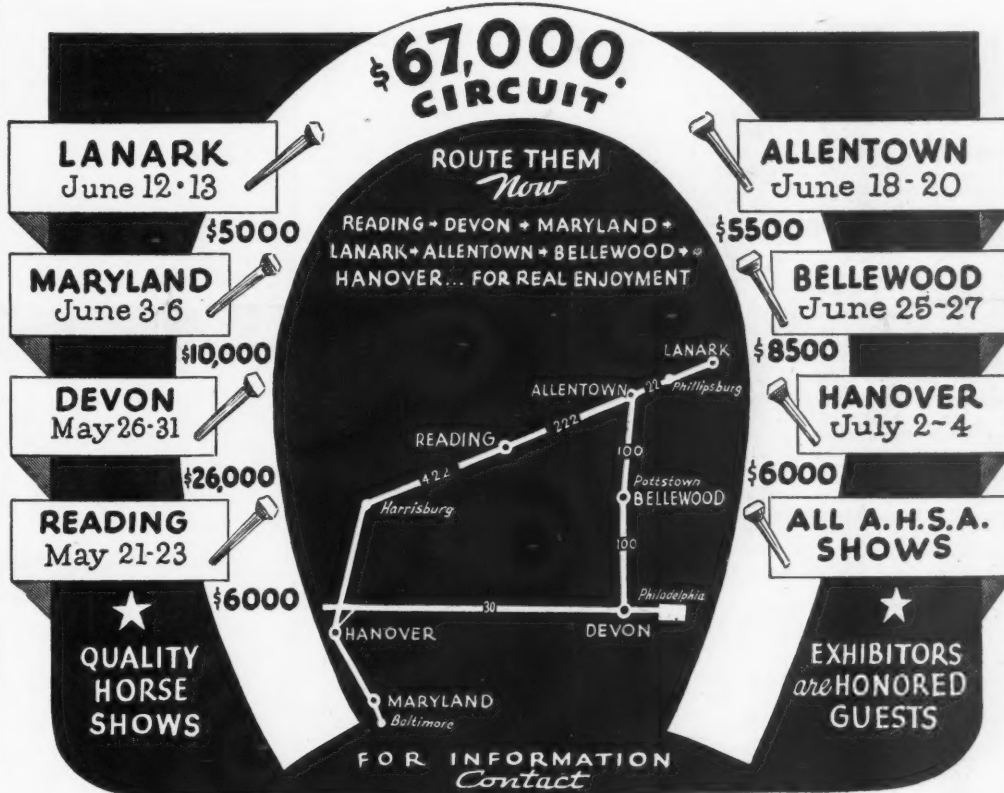 $67,000.
CIRCUIT
LANARK
June 12·13
$5000
MARYLAND
June 3-6
$10,000
DEVON
May 26-31
$26,000
READING
May 21-23
$6000
QUALITY
HORSE
SHOWS
ROUTE THEM
Now
READING → DEVON → MARYLAND →
LANARK → ALLENTOWN → BELLEWOOD →
HANOVER... FOR REAL ENJOYMENT
LANARK
22
Phillipsburg
ALLENTOWN
222
READING
100
422
Pottstown
BELLEWOOD
Harrisburg
100
Philadelphia
30
HANOVER
DEVON
MARYLAND
Baltimore
ALLENTOWN
June 18-20
$5500
BELLEWOOD
June 25-27
$8500
HANOVER
July 2-4
$6000
ALL A.H.S.A.
SHOWS
EXHIBITORS
are HONORED
GUESTS
FOR INFORMATION
Contact